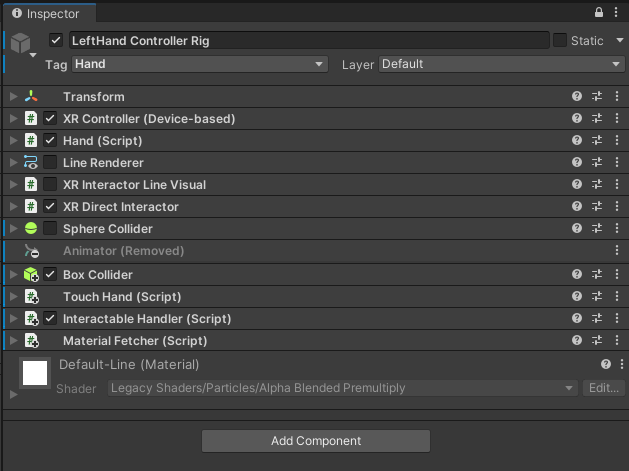 Inspector
LeftHand Controller Rig
Static
Tag Hand Layer Default
Transform
XR Controller (Device-based)
Hand (Script)
Line Renderer
XR Interactor Line Visual
XR Direct Interactor
Sphere Collider
Animator (Removed)
Box Collider
Touch Hand (Script)
Interactable Handler (Script)
Material Fetcher (Script)
Default-Line (Material)
Shader Legacy Shaders/Particles/Alpha Blended Premultiply Edit...
Add Component